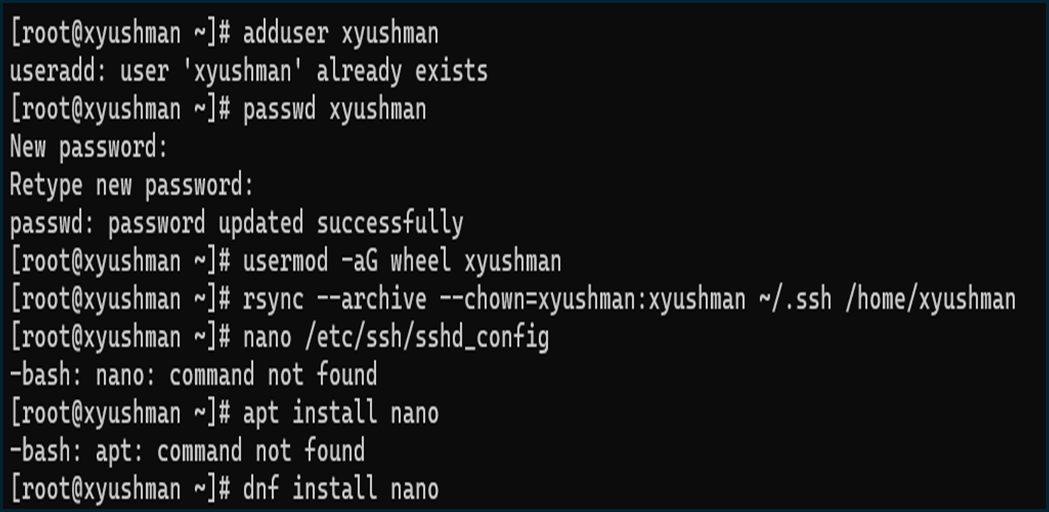 [root@xyushman ~]# adduser xyushman
useradd: user 'xyushman' already exists
[root@xyushman ~]# passwd xyushman
New password:
Retype new password:
passwd: password updated successfully
[root@xyushman ~]# usermod -aG wheel xyushman
[root@xyushman ~]# rsync --archive --chown=xyushman:xyushman ~/.ssh /home/xyushman
[root@xyushman ~]# nano /etc/ssh/sshd_config
-bash: nano: command not found
[root@xyushman ~]# apt install nano
-bash: apt: command not found
[root@xyushman ~]# dnf install nano